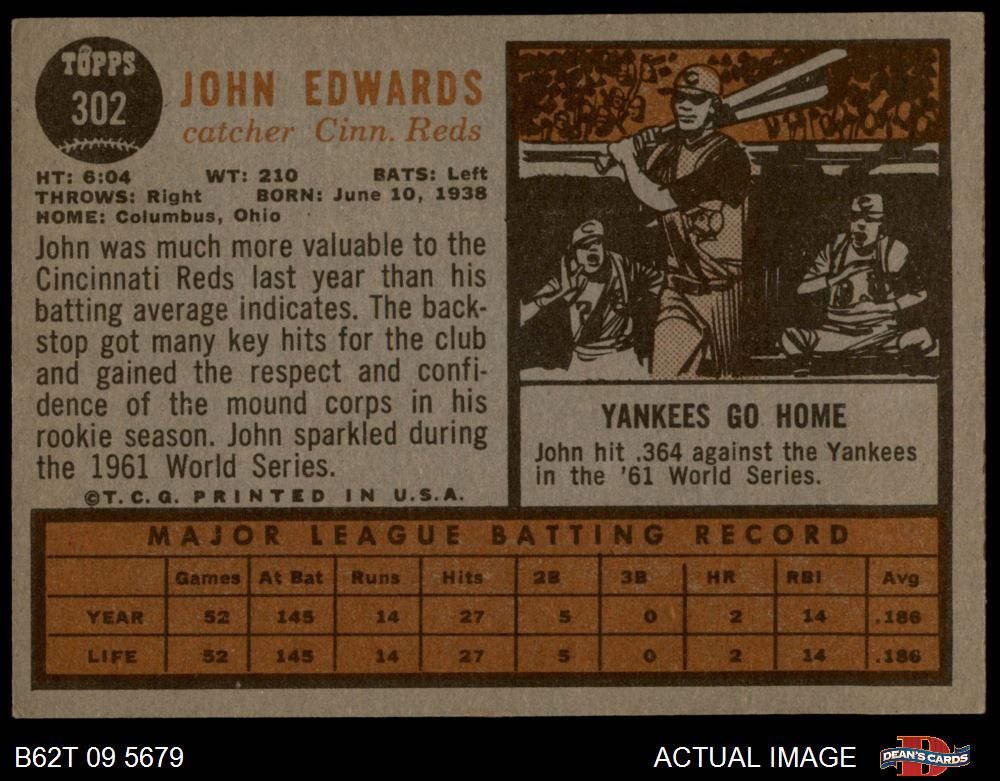 TOPPS
302
JOHN EDWARDS
catcher Cinn. Reds
HT: 6:04 WT: 210 BATS: Left
THROWS: Right BORN: June 10, 1938
HOME: Columbus, Ohio
John was much more valuable to the
Cincinnati Reds last year than his
batting average indicates. The back-
stop got many key hits for the club
and gained the respect and confi-
dence of the mound corps in his
rookie season. John sparkled during
the 1961 World Series.
©T.C.G. PRINTED IN U.S.A.
C
C
C
YANKEES GO HOME
John hit .364 against the Yankees
in the '61 World Series.
MAJOR LEAGUE BATTING RECORD
Games At Bat Runs Hits 2B 3B HR RBI Avg
YEAR 52 145 14 27 5 0 2 14 .186
LIFE 52 145 14 27 5 0 2 14 .186
B62T 09 5679
ACTUAL IMAGE
DEAN'S CARDS